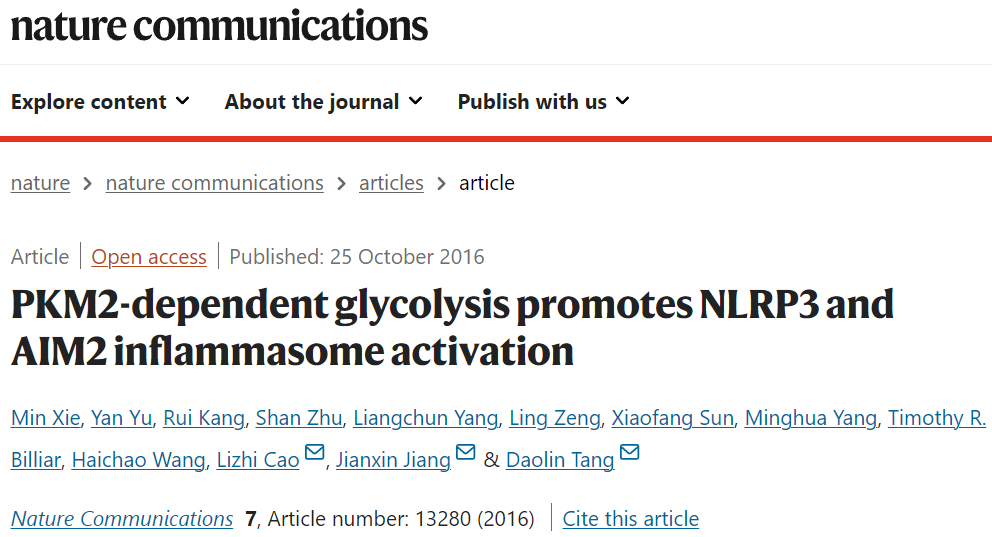 nature communications
Explore content About the journal Publish with us
nature > nature communications > articles > article
Article | Open access | Published: 25 October 2016
PKM2-dependent glycolysis promotes NLRP3 and
AIM2 inflammasome activation
Min Xie, Yan Yu, Rui Kang, Shan Zhu, Liangchun Yang, Ling Zeng, Xiaofang Sun, Minghua Yang, Timothy R.
Billiar, Haichao Wang, Lizhi Cao, Jianxin Jiang & Daolin Tang
Nature Communications 7, Article number: 13280 (2016) | Cite this article